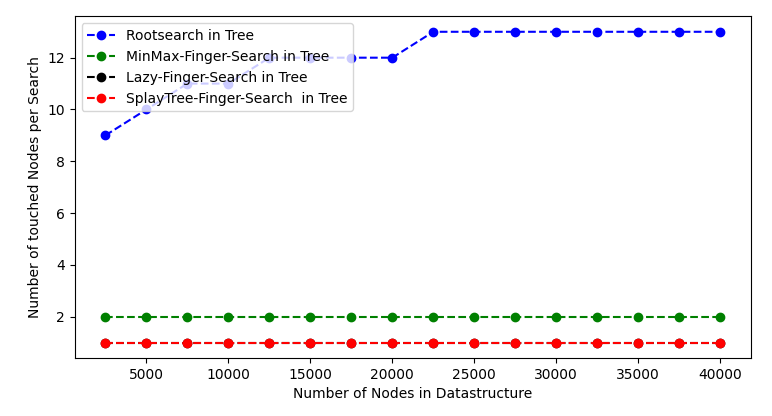 Rootsearch in Tree
MinMax-Finger-Search in Tree
Lazy-Finger-Search in Tree
SplayTree-Finger-Search  in Tree
Number of touched Nodes per Search
12
10
8
6
4
2
5000 10000 15000 20000 25000 30000 35000 40000
Number of Nodes in Datastructure